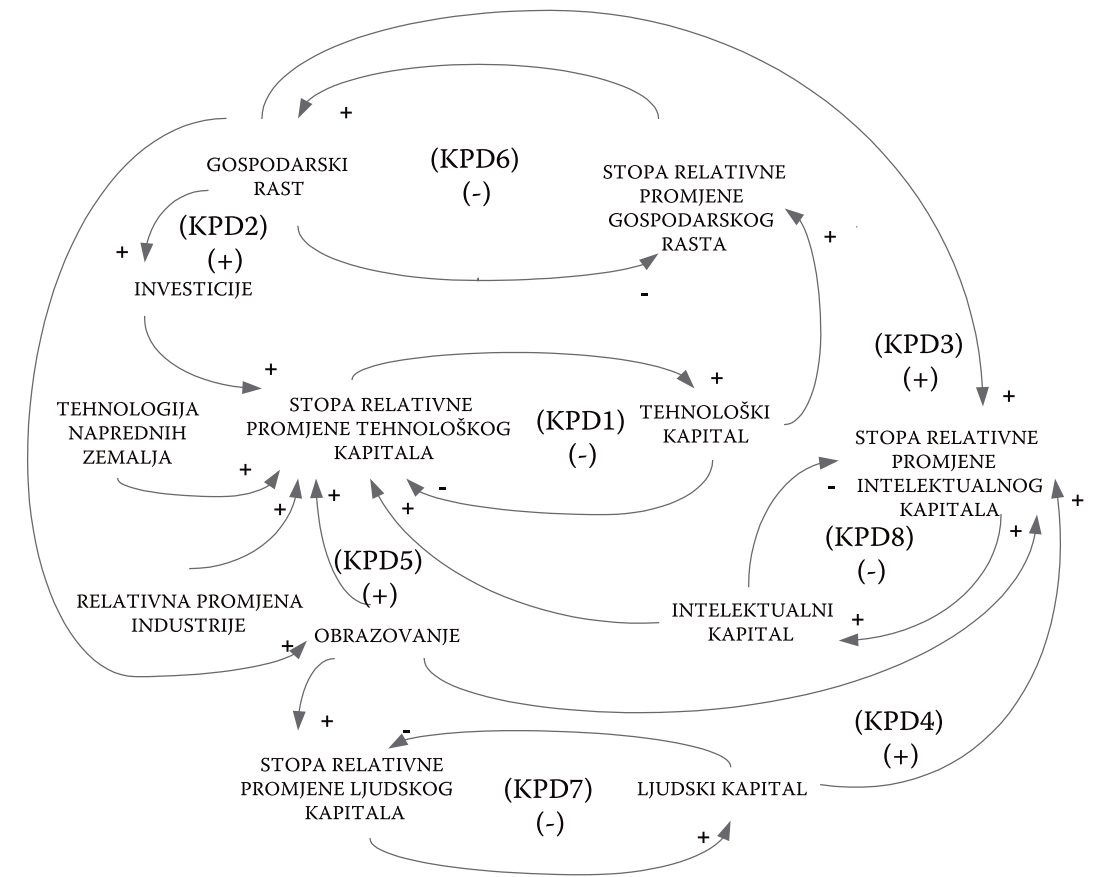 +
(KPD6)
(-)
GOSPODARSKI
RAST
STOPA RELATIVNE
PROMJENE
GOSPODARSKOG
RASTA
(KPD2)
(+)
+
+
INVESTICIJE
-
(KPD3)
(+)
+
+
+
TEHNOLOGIJA
NAPREDNIH
ZEMALJA
STOPA RELATIVNE
PROMJENE TEHNOLOŠKOG
KAPITALA
(KPD1)
(-)
TEHNOLOŠKI
KAPITAL
STOPA RELATIVNE
PROMJENE
INTELEKTUALNOG
KAPITALA
+
-
-
+
+
+
+
+
(KPD8)
(-)
(KPD5)
(+)
RELATIVNA PROMJENA
INDUSTRIJE
INTELEKTUALNI
KAPITAL
+
+
OBRAZOVANJE
+
-
(KPD4)
(+)
STOPA RELATIVNE
PROMJENE LJUDSKOG
KAPITALA
(KPD7)
(-)
LJUDSKI KAPITAL
+